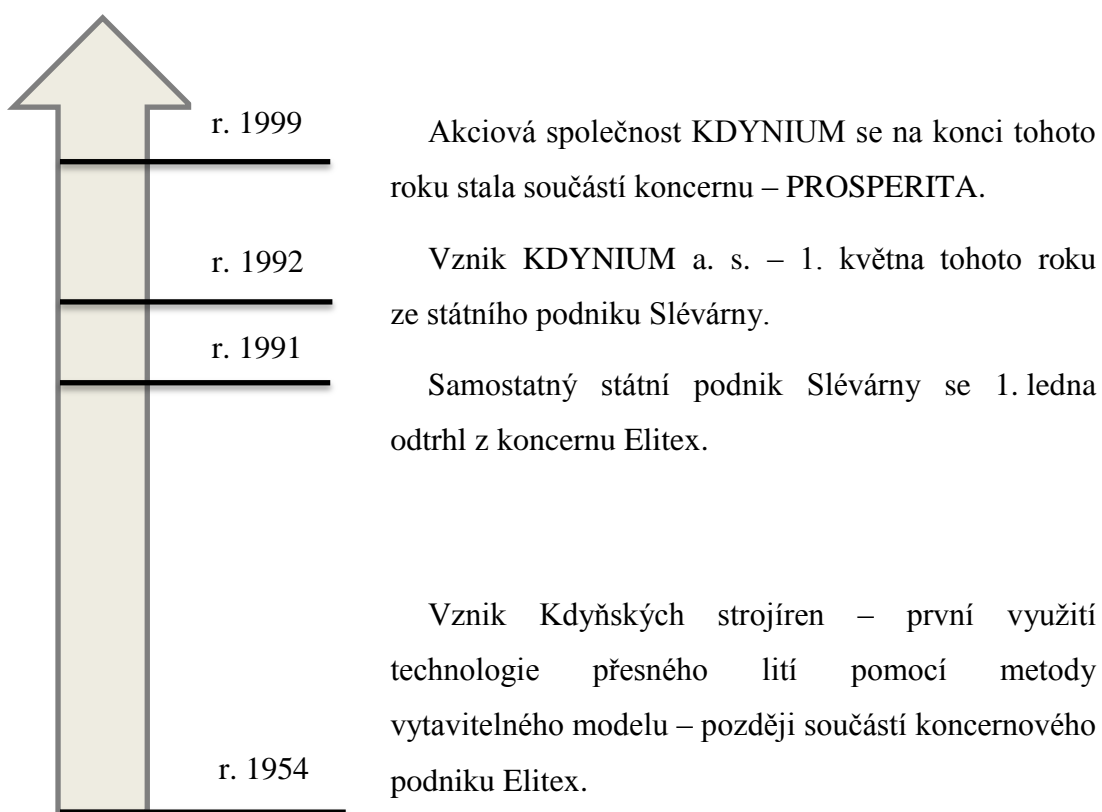 r. 1999
Akciová společnost KDYNIUM se na konci tohoto
roku stala součástí koncernu – PROSPERITA.
r. 1992
Vznik KDYNIUM a. s. – 1. května tohoto roku
ze státního podniku Slévárny.
r. 1991
Samostatný státní podnik Slévárny se 1. ledna
odtrhl z koncernu Elitex.
Vznik Kdyňských strojíren – první využití
technologie přesného lití pomocí metody
vytavitelného modelu – později součástí koncernového
podniku Elitex.
r. 1954